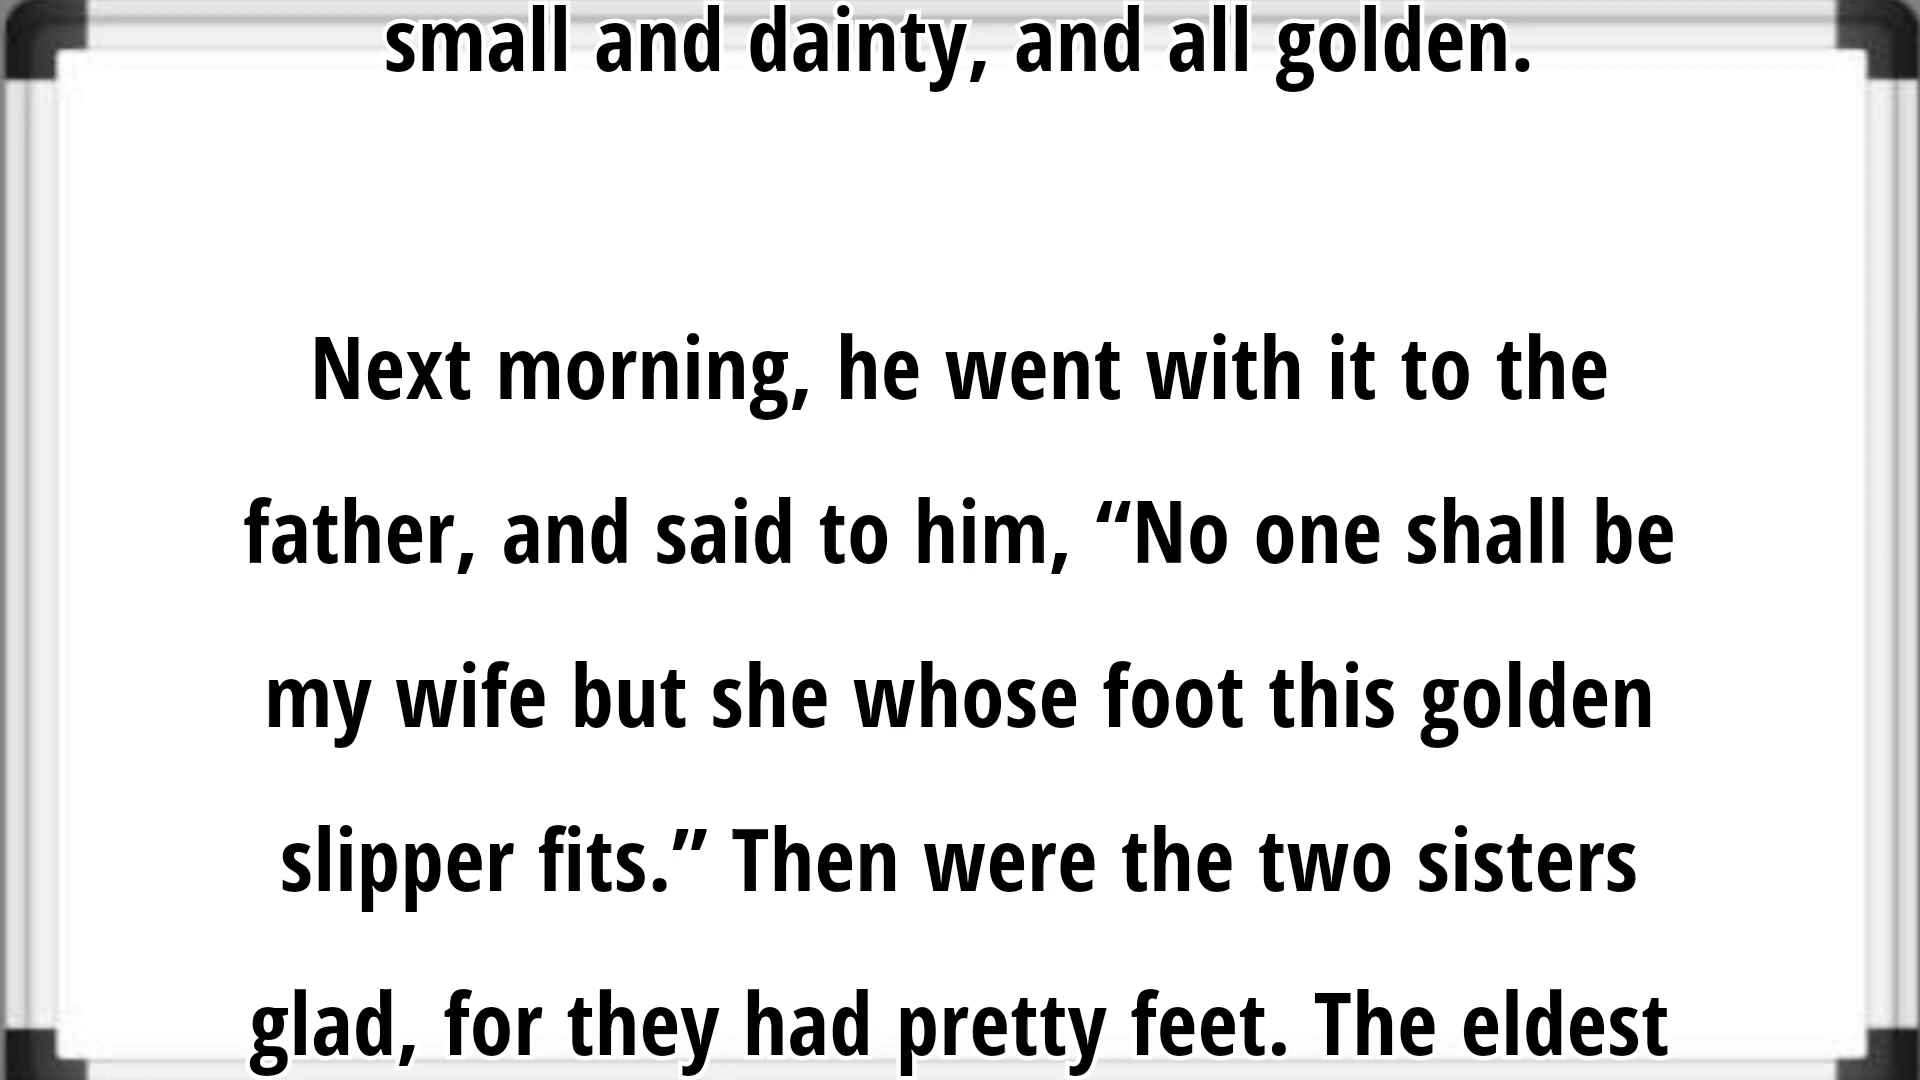 small and dainty, and all golden.
Next morning, he went with it to the
father, and said to him, “No one shall be
my wife but she whose foot this golden
slipper fits.” Then were the two sisters
glad, for they had pretty feet. The eldest